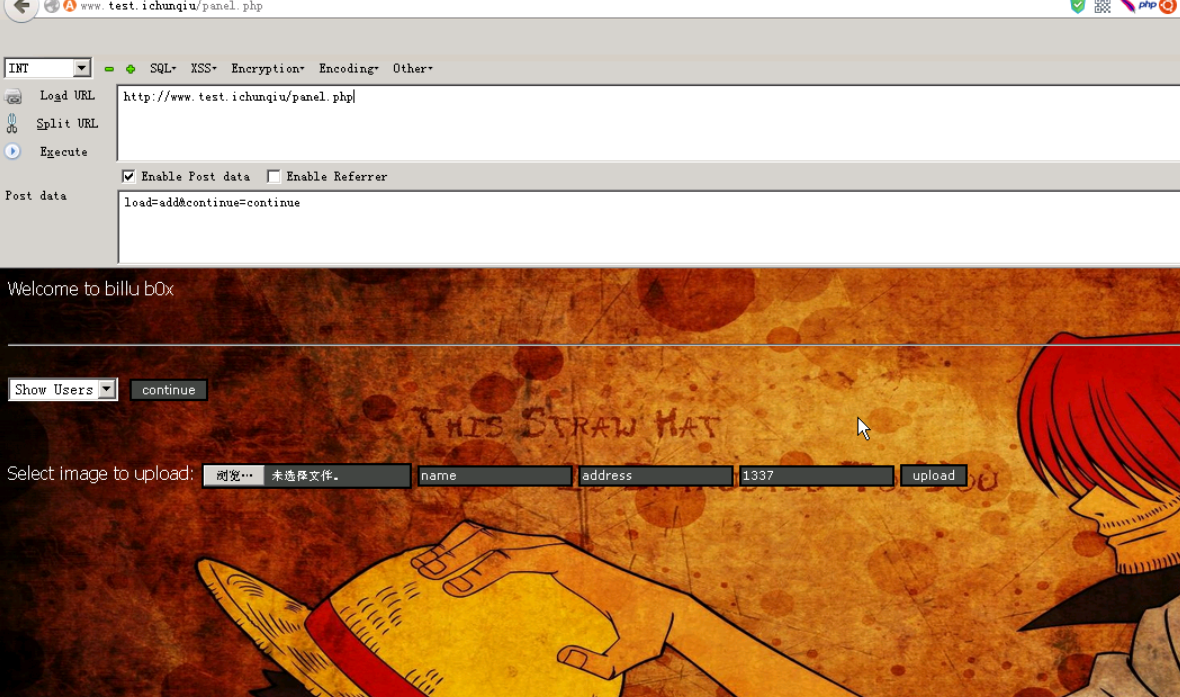 www.test.ichunqiu/panel.php
php
INT SQL- XSS- Encryption- Encoding- Other-
Load URL http://www.test.ichunqiu/panel.php
Split URL
Execute
Enable Post data Enable Referrer
Post data load=add&continue=continue
Welcome to billu b0x
Show Users continue
THIS STRAW HAT
Select image to upload: 浏览… 未选择文件。 name address 1337 upload